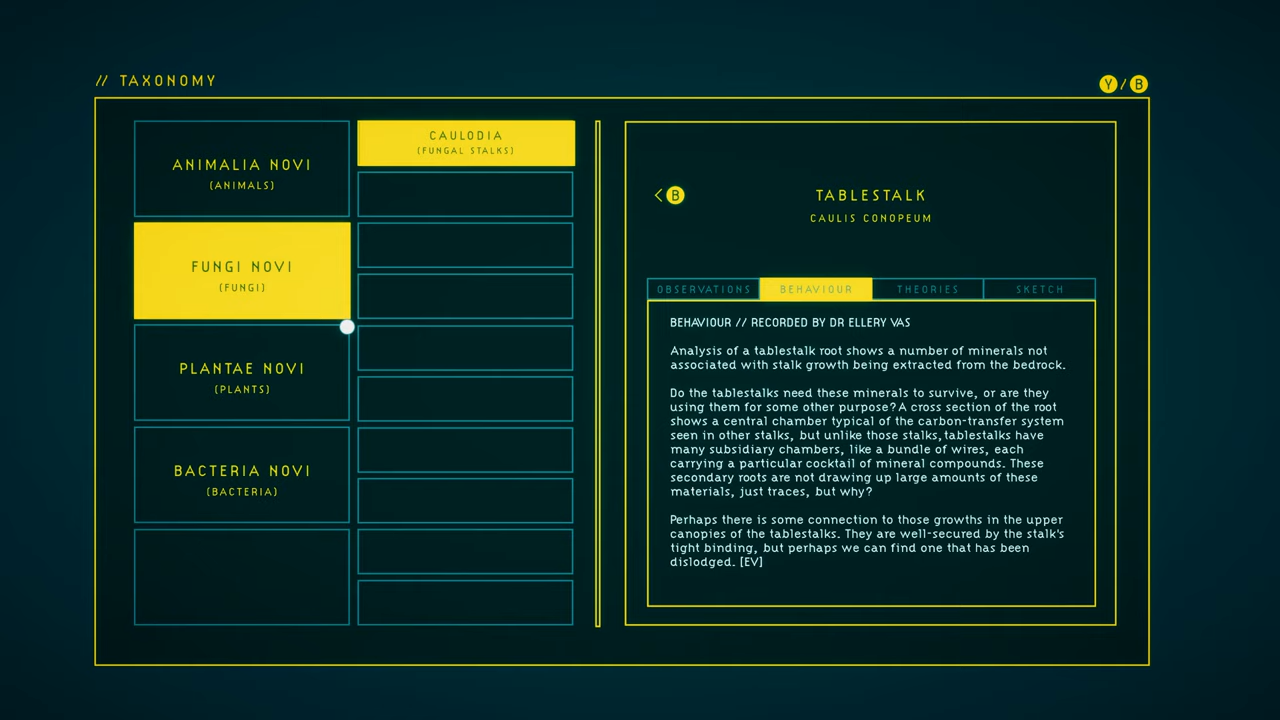 // TAXONOMY
Y / B
ANIMALIA NOVI
(ANIMALS)
FUNGI NOVI
(FUNGI)
PLANTAE NOVI
(PLANTS)
BACTERIA NOVI
(BACTERIA)
CAULODIA
(FUNGAL STALKS)
< B
TABLESTALK
CAULIS CONOPEUM
OBSERVATIONS
BEHAVIOUR
THEORIES
SKETCH
BEHAVIOUR // RECORDED BY DR ELLERY VAS
Analysis of a tablestalk root shows a number of minerals not
associated with stalk growth being extracted from the bedrock.
Do the tablestalks need these minerals to survive, or are they
using them for some other purpose? A cross section of the root
shows a central chamber typical of the carbon-transfer system
seen in other stalks, but unlike those stalks, tablestalks have
many subsidiary chambers, like a bundle of wires, each
carrying a particular cocktail of mineral compounds. These
secondary roots are not drawing up large amounts of these
materials, just traces, but why?
Perhaps there is some connection to those growths in the upper
canopies of the tablestalks. They are well-secured by the stalk's
tight binding, but perhaps we can find one that has been
dislodged. [EV]